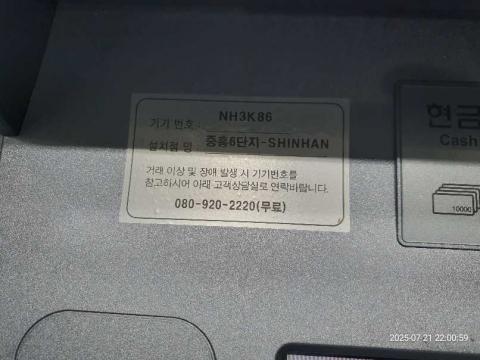 기기 번호 : NH3K86
설치점 명 중흥6단지-SHINHAN
거래 이상 및 장애 발생 시 기기번호를
참고하시어 아래 고객상담실로 연락바랍니다.
080-920-2220(무료)
현금
Cash
10000
2025-07-21 22:00:59